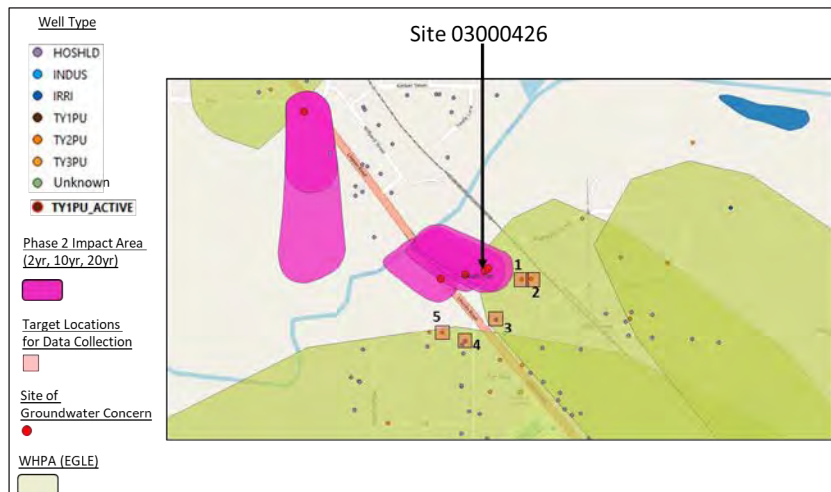 Site 03000426
Well Type
HOSHLD
INDUS
IRRI
TY1PU
TY2PU
TY3PU
Unknown
TY1PU_ACTIVE
Phase 2 Impact Area
(2yr, 10yr, 20yr)
Target Locations
for Data Collection
Site of
Groundwater Concern
WHPA (EGLE)
1
2
3
5
4